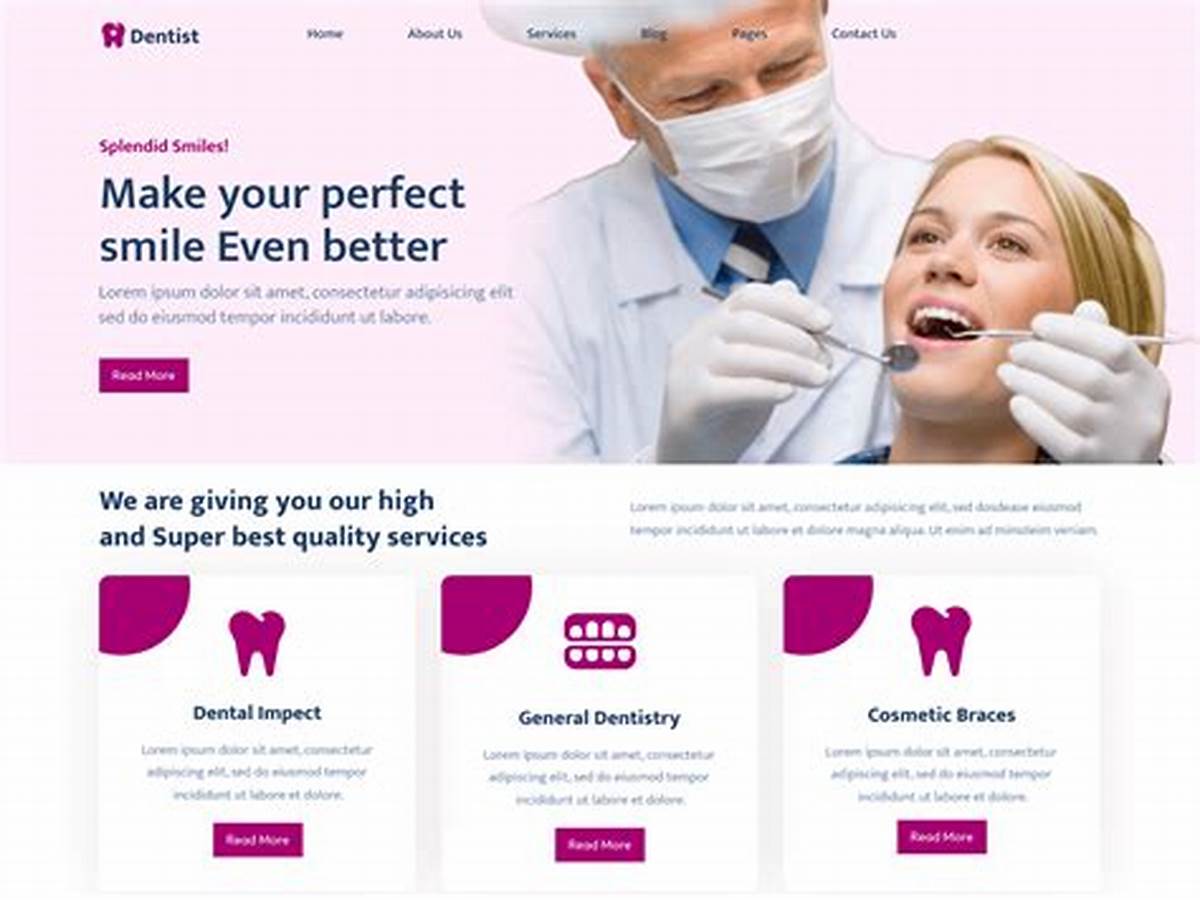 Dentist
Home About Us Services Blog Pages Contact Us
Splendid Smiles!
Make your perfect
smile Even better
Lorem ipsum dolor sit amet, consectetur adipisicing elit
sed do eiusmod tempor incididunt ut labore.
Read More
We are giving you our high
and Super best quality services
Lorem ipsum dolor sit amet, consectetur adipisicing elit, sed dosdease eiusmod
tempor incididunt ut labore et dolore magna aliqua. Ut enim ad minsteim veniam.
Dental Impact
Lorem ipsum dolor sit amet, consectetur
adipiscing elit, sed do eiusmod tempor
incididunt ut labore et dolore.
Read More
General Dentistry
Lorem ipsum dolor sit amet, consectetur
adipiscing elit, sed do eiusmod tempor
incididunt ut labore et dolore.
Read More
Cosmetic Braces
Lorem ipsum dolor sit amet, consectetur
adipiscing elit, sed do eiusmod tempor
incididunt ut labore et dolore.
Read More